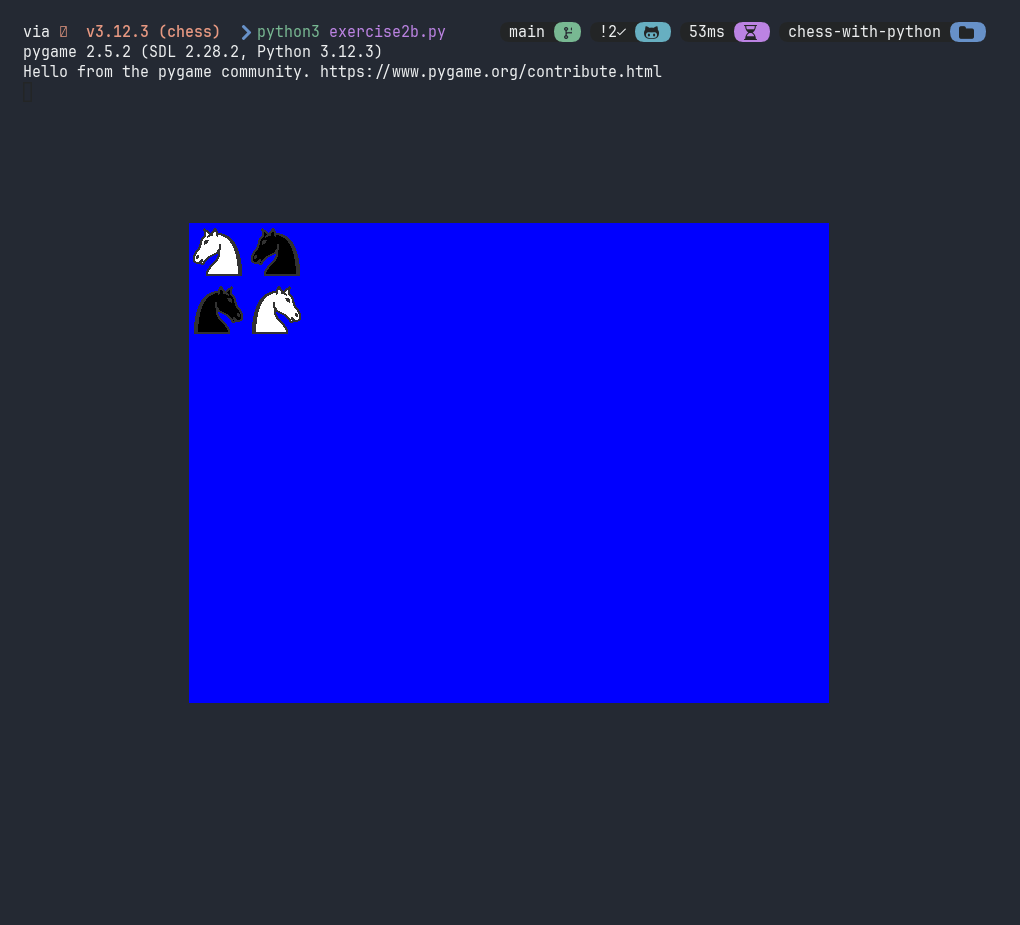 via v3.12.3 (chess) python3 exercise2b.py main !2✓ 53ms chess-with-python
pygame 2.5.2 (SDL 2.28.2, Python 3.12.3)
Hello from the pygame community. https://www.pygame.org/contribute.html